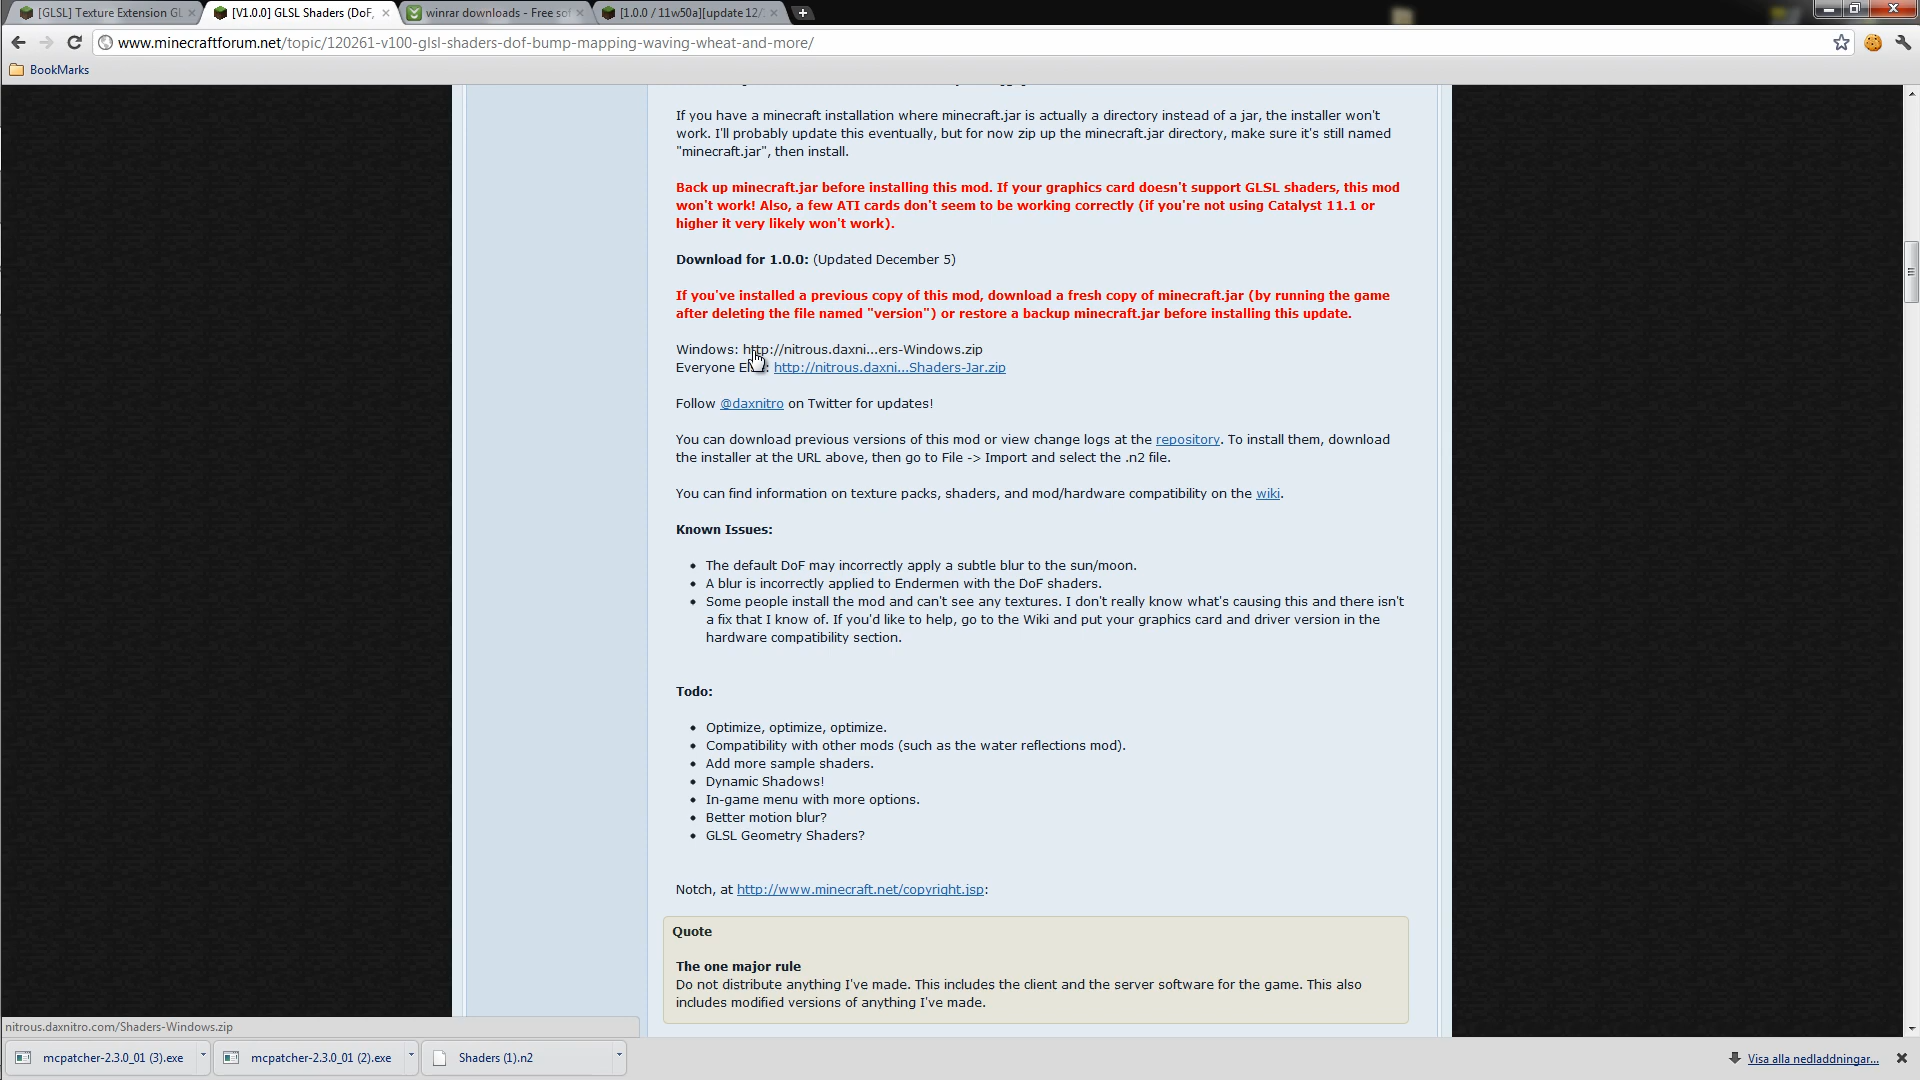 [GLSL] Texture Extension GL
[V1.0.0] GLSL Shaders (DoF,
winrar downloads - Free sof
[1.0.0 / 11w50a][update 12/
www.minecraftforum.net/topic/120261-v100-glsl-shaders-dof-bump-mapping-waving-wheat-and-more/
BookMarks
If you have a minecraft installation where minecraft.jar is actually a directory instead of a jar, the installer won't
work. I'll probably update this eventually, but for now zip up the minecraft.jar directory, make sure it's still named
"minecraft.jar", then install.
Back up minecraft.jar before installing this mod. If your graphics card doesn't support GLSL shaders, this mod
won't work! Also, a few ATI cards don't seem to be working correctly (if you're not using Catalyst 11.1 or
higher it very likely won't work).
Download for 1.0.0: (Updated December 5)
If you've installed a previous copy of this mod, download a fresh copy of minecraft.jar (by running the game
after deleting the file named "version") or restore a backup minecraft.jar before installing this update.
Windows: http://nitrous.daxni...ers-Windows.zip
Everyone http://nitrous.daxni...Shaders-Jar.zip
Follow @daxnitro on Twitter for updates!
You can download previous versions of this mod or view change logs at the repository. To install them, download
the installer at the URL above, then go to File -> Import and select the .n2 file.
You can find information on texture packs, shaders, and mod/hardware compatibility on the wiki.
Known Issues:
• The default DoF may incorrectly apply a subtle blur to the sun/moon.
• A blur is incorrectly applied to Endermen with the DoF shaders.
• Some people install the mod and can't see any textures. I don't really know what's causing this and there isn't
a fix that I know of. If you'd like to help, go to the Wiki and put your graphics card and driver version in the
hardware compatibility section.
Todo:
• Optimize, optimize, optimize.
• Compatibility with other mods (such as the water reflections mod).
• Add more sample shaders.
• Dynamic Shadows!
• In-game menu with more options.
• Better motion blur?
• GLSL Geometry Shaders?
Notch, at http://www.minecraft.net/copyright.jsp:
Quote
The one major rule
Do not distribute anything I've made. This includes the client and the server software for the game. This also
includes modified versions of anything I've made.
nitrous.daxnitro.com/Shaders-Windows.zip
mcpatcher-2.3.0_01 (3).exe
mcpatcher-2.3.0_01 (2).exe
Shaders (1).n2
Visa alla nedladdningar...